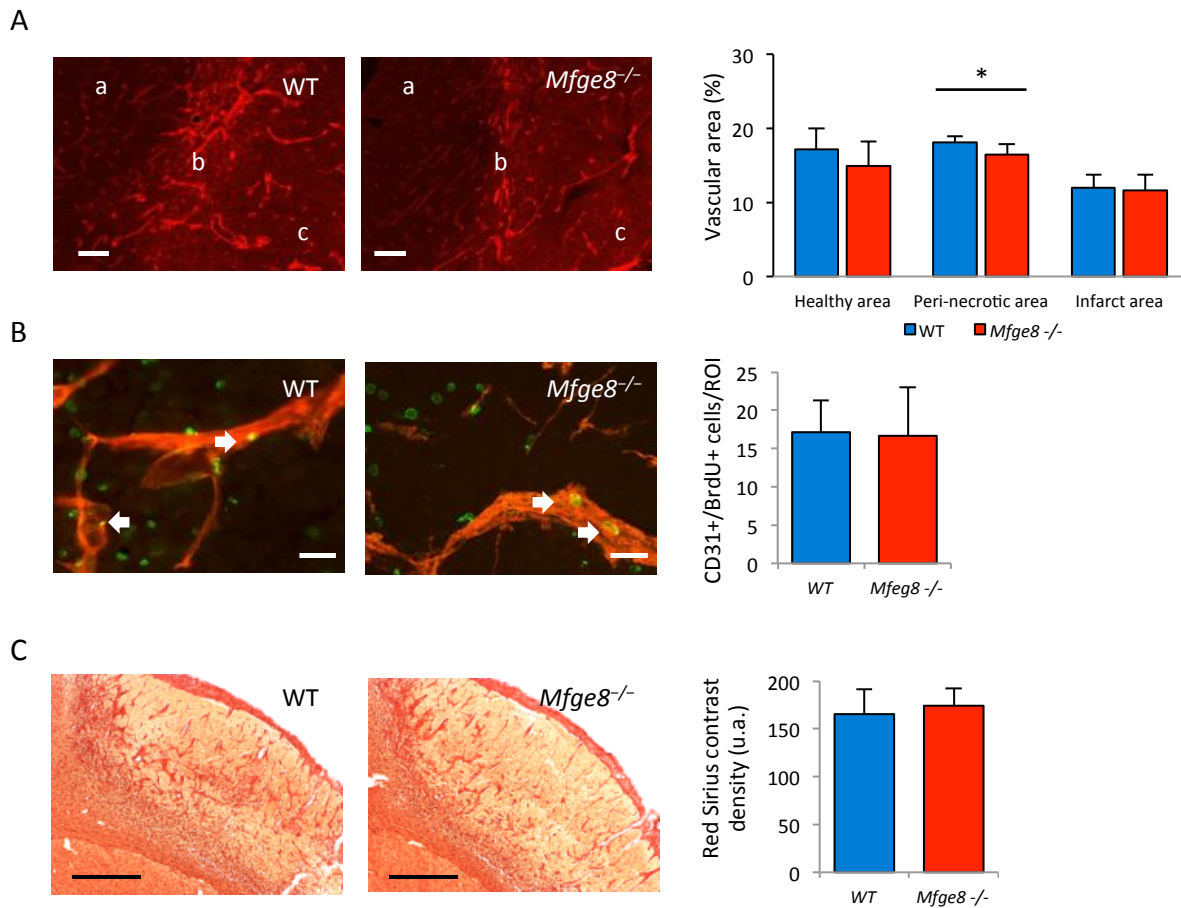 A
a
WT
b
c
a
Mfge8–/–
b
c
Vascular area (%)
30
20
10
0
*
Healthy area
Peri-necrotic area
Infarct area
WT
Mfge8 -/-
B
WT
Mfge8–/–
CD31+/BrdU+ cells/ROI
25
20
15
10
5
0
WT
Mfeg8 -/-
C
WT
Mfge8–/–
Red Sirius contrast
density (u.a.)
200
150
100
50
0
WT
Mfge8 -/-